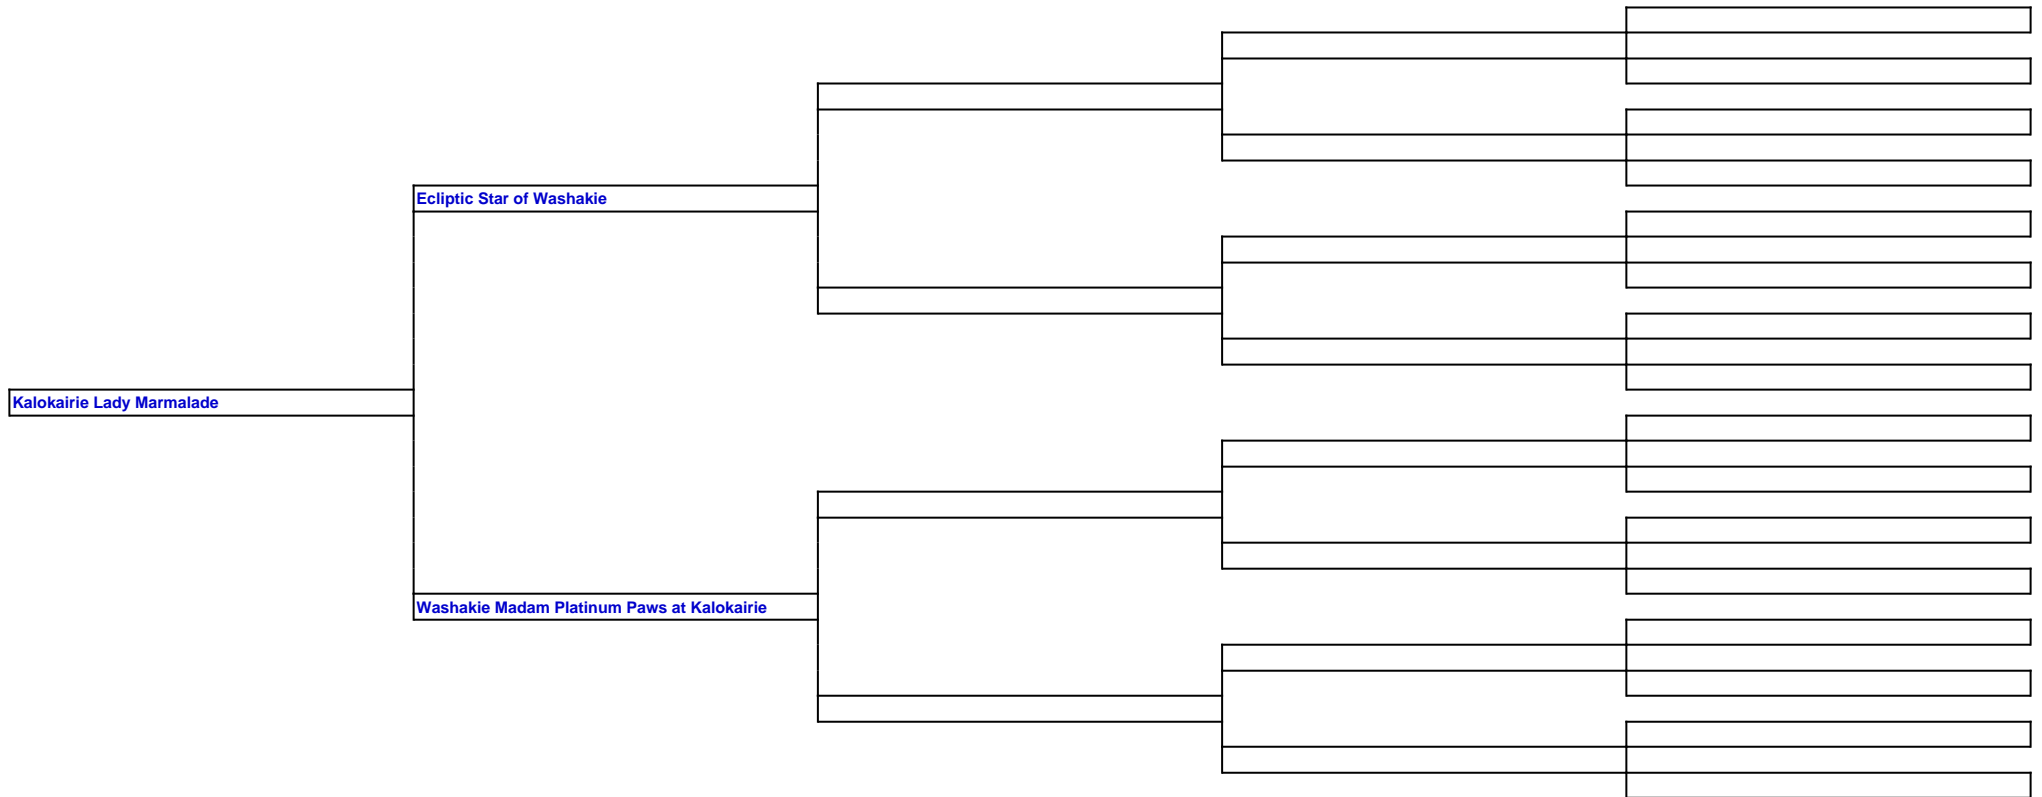 Ecliptic Star of Washakie
Kalokairie Lady Marmalade
Washakie Madam Platinum Paws at Kalokairie